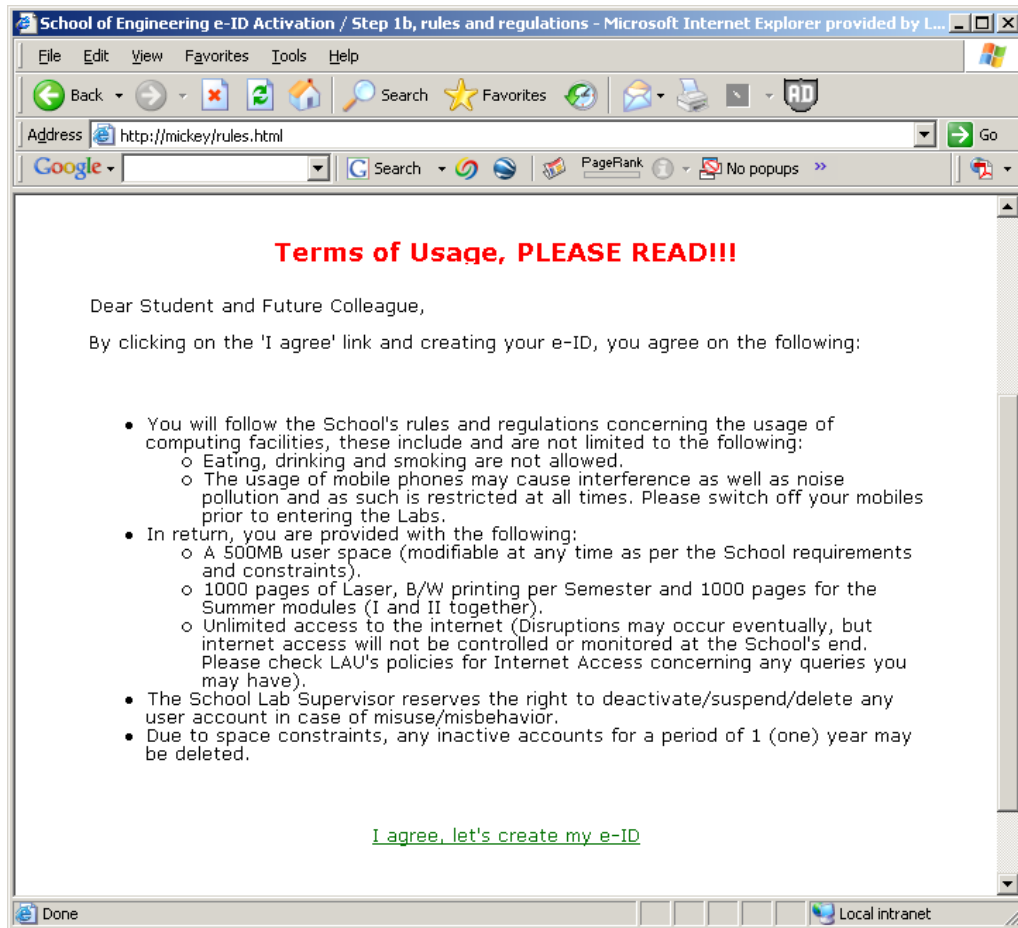 School of Engineering e-ID Activation / Step 1b, rules and regulations - Microsoft Internet Explorer provided by L...
File Edit View Favorites Tools Help
Back Search Favorites AD
Address http://mickey/rules.html Go
Google Search PageRank No popups »
Terms of Usage, PLEASE READ!!!
Dear Student and Future Colleague,
By clicking on the 'I agree' link and creating your e-ID, you agree on the following:
• You will follow the School's rules and regulations concerning the usage of
computing facilities, these include and are not limited to the following:
o Eating, drinking and smoking are not allowed.
o The usage of mobile phones may cause interference as well as noise
pollution and as such is restricted at all times. Please switch off your mobiles
prior to entering the Labs.
• In return, you are provided with the following:
o A 500MB user space (modifiable at any time as per the School requirements
and constraints).
o 1000 pages of Laser, B/W printing per Semester and 1000 pages for the
Summer modules (I and II together).
o Unlimited access to the internet (Disruptions may occur eventually, but
internet access will not be controlled or monitored at the School's end.
Please check LAU's policies for Internet Access concerning any queries you
may have).
• The School Lab Supervisor reserves the right to deactivate/suspend/delete any
user account in case of misuse/misbehavior.
• Due to space constraints, any inactive accounts for a period of 1 (one) year may
be deleted.
I agree, let's create my e-ID
Done Local intranet